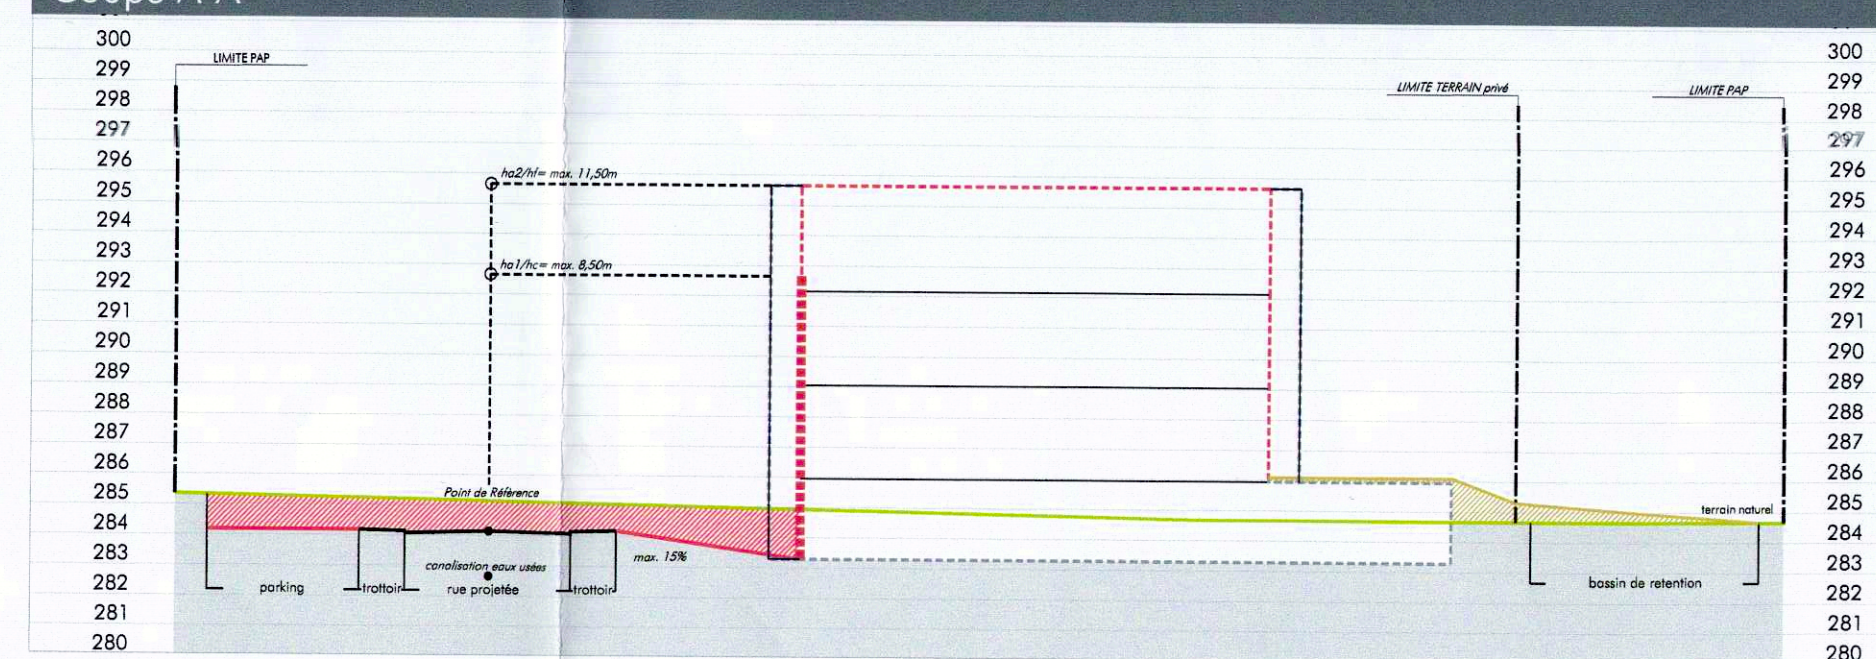 Coupe A-A
LIMITE PAP
LIMITE TERRAIN privé
LIMITE PAP
300
299
298
297
296
295
294
293
292
291
290
289
288
287
286
285
284
283
282
281
280
ha2/hf= max. 11,50m
ha1/hc= max. 8,50m
Point de Référence
terrain naturel
max. 15%
canalisation eaux usées
parking
trottoir
rue projetée
trottoir
bassin de retention
300
299
298
297
296
295
294
293
292
291
290
289
288
287
286
285
284
283
282
281
280